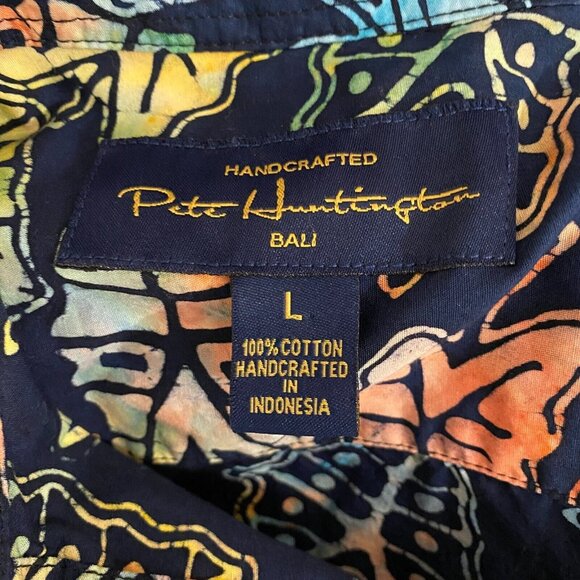 HANDCRAFTED
Pete Huntington
BALI
L
100% COTTON
HANDCRAFTED
IN
INDONESIA